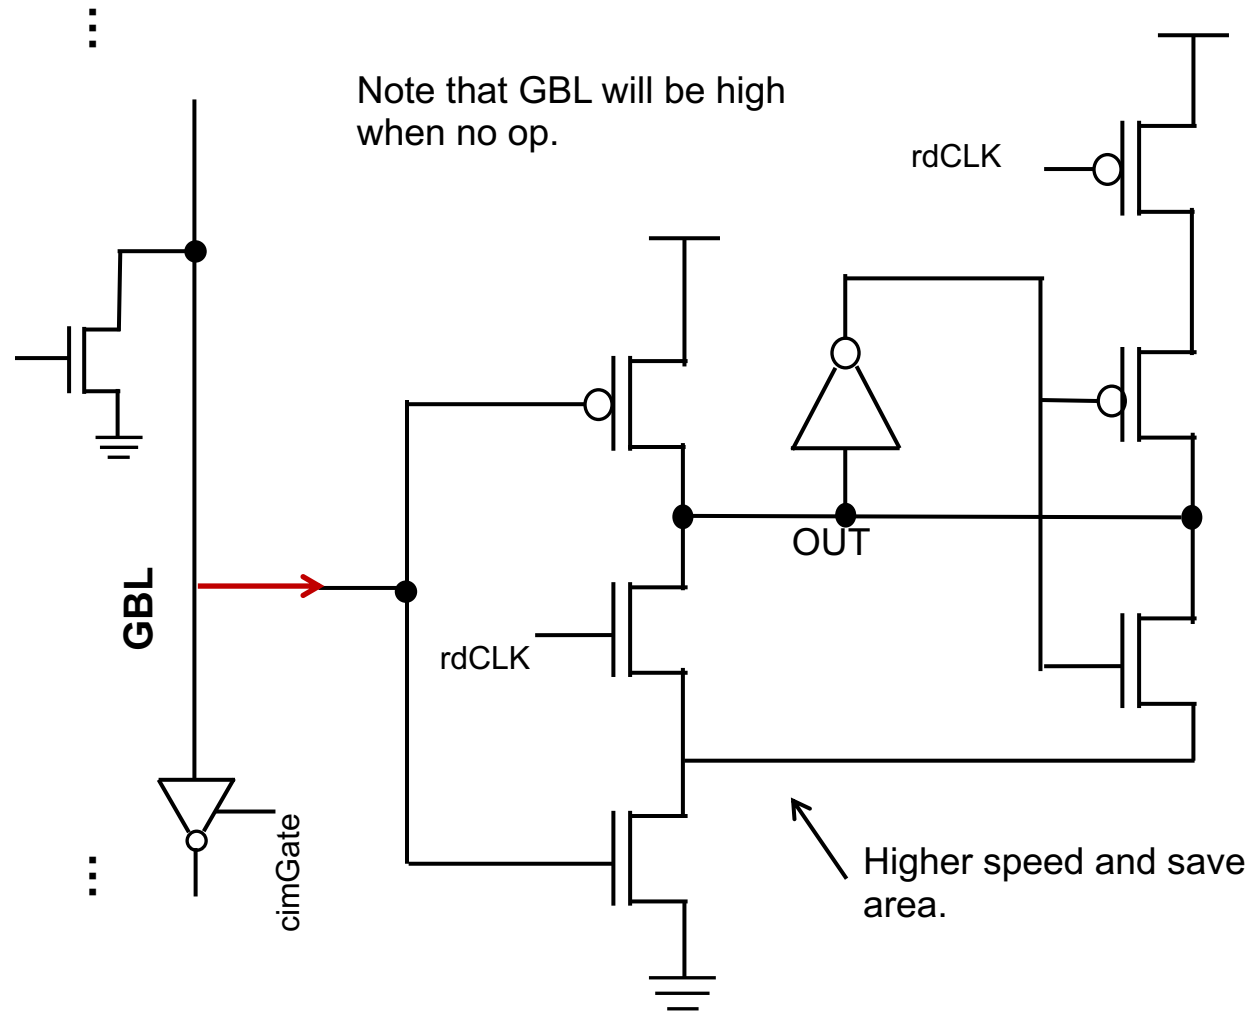 ⋮
Note that GBL will be high
when no op.
rdCLK
OUT
GBL
rdCLK
cimGate
⋮
Higher speed and save
area.